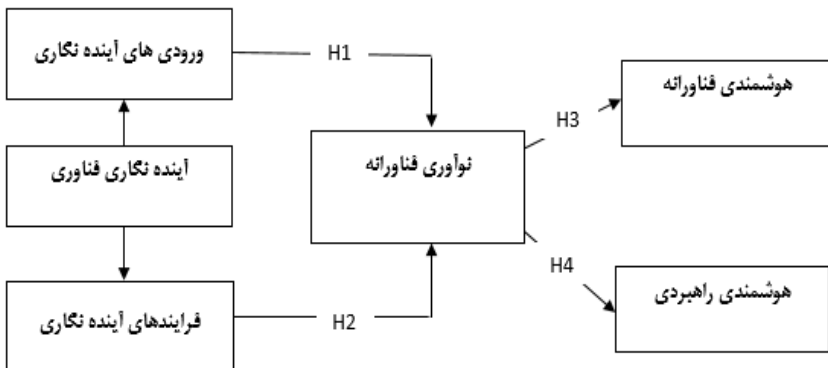 ورودی های آینده نگاری
H1
هوشمندی فناورانه
H3
آینده نگاری فناوری
نوآوری فناورانه
H4
هوشمندی راهبردی
فرایندهای آینده نگاری
H2